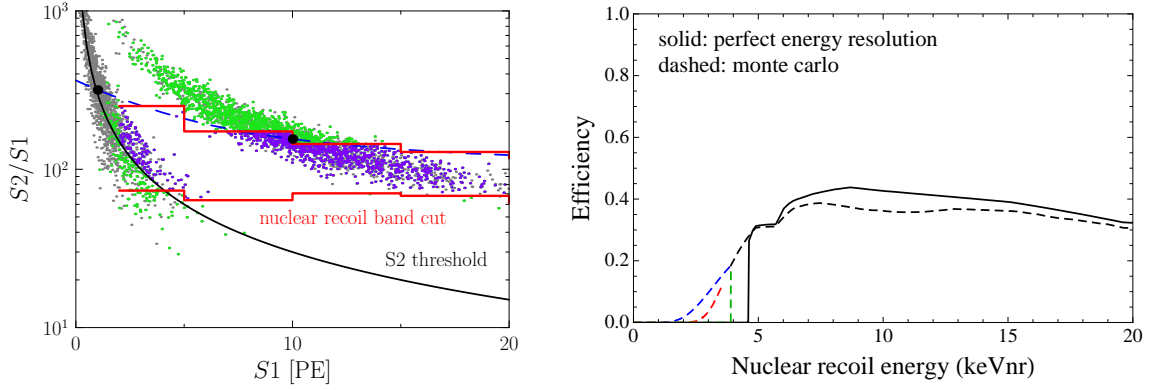 10³
10²
10¹
S2/S1
nuclear recoil band cut
S2 threshold
0 5 10 15 20
S1 [PE]
1.0
0.8
0.6
0.4
0.2
0.0
Efficiency
solid: perfect energy resolution
dashed: monte carlo
0 5 10 15 20
Nuclear recoil energy (keVnr)